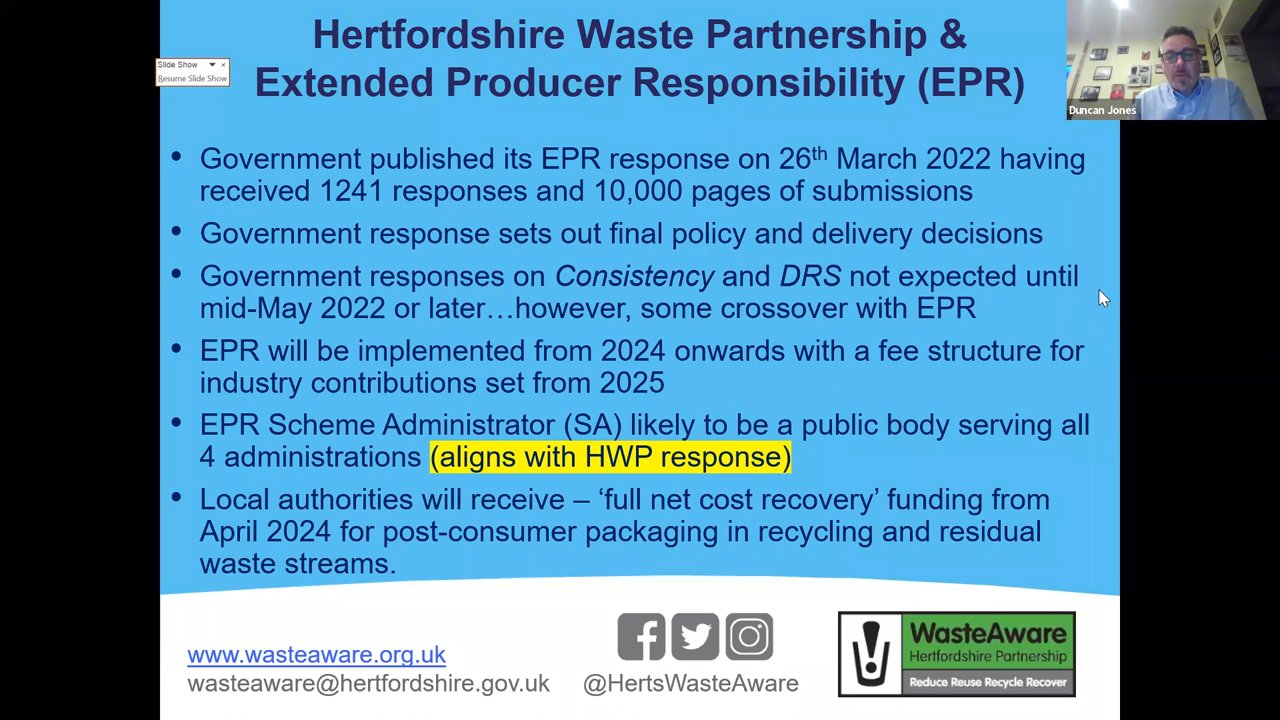 Hertfordshire Waste Partnership &
Extended Producer Responsibility (EPR)
Slide Show
Resume Slide Show
Duncan Jones
• Government published its EPR response on 26th March 2022 having
received 1241 responses and 10,000 pages of submissions
• Government response sets out final policy and delivery decisions
• Government responses on Consistency and DRS not expected until
mid-May 2022 or later…however, some crossover with EPR
• EPR will be implemented from 2024 onwards with a fee structure for
industry contributions set from 2025
• EPR Scheme Administrator (SA) likely to be a public body serving all
4 administrations (aligns with HWP response)
• Local authorities will receive – ‘full net cost recovery’ funding from
April 2024 for post-consumer packaging in recycling and residual
waste streams.
www.wasteaware.org.uk
wasteaware@hertfordshire.gov.uk
@HertsWasteAware
WasteAware
Hertfordshire Partnership
Reduce Reuse Recycle Recover